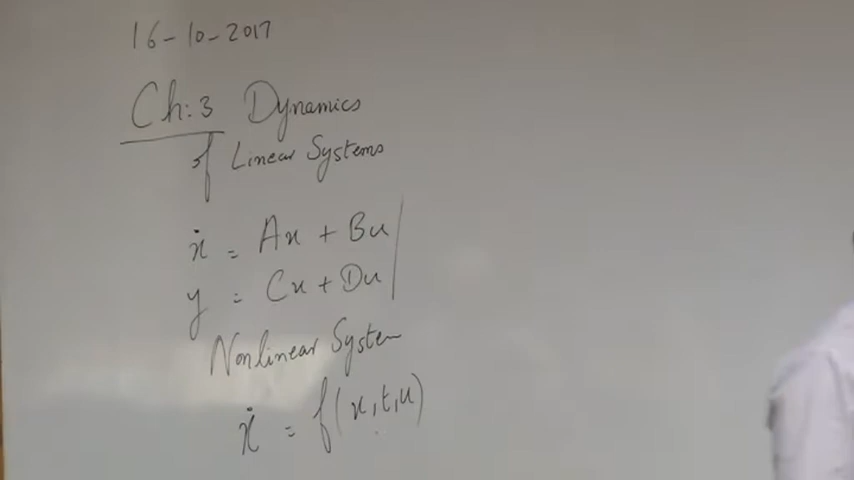 16-10-2017
Ch:3 Dynamics
of Linear Systems
ẋ = Ax + Bu
y = Cx + Du
Nonlinear System
ẋ = f(x,t,u)